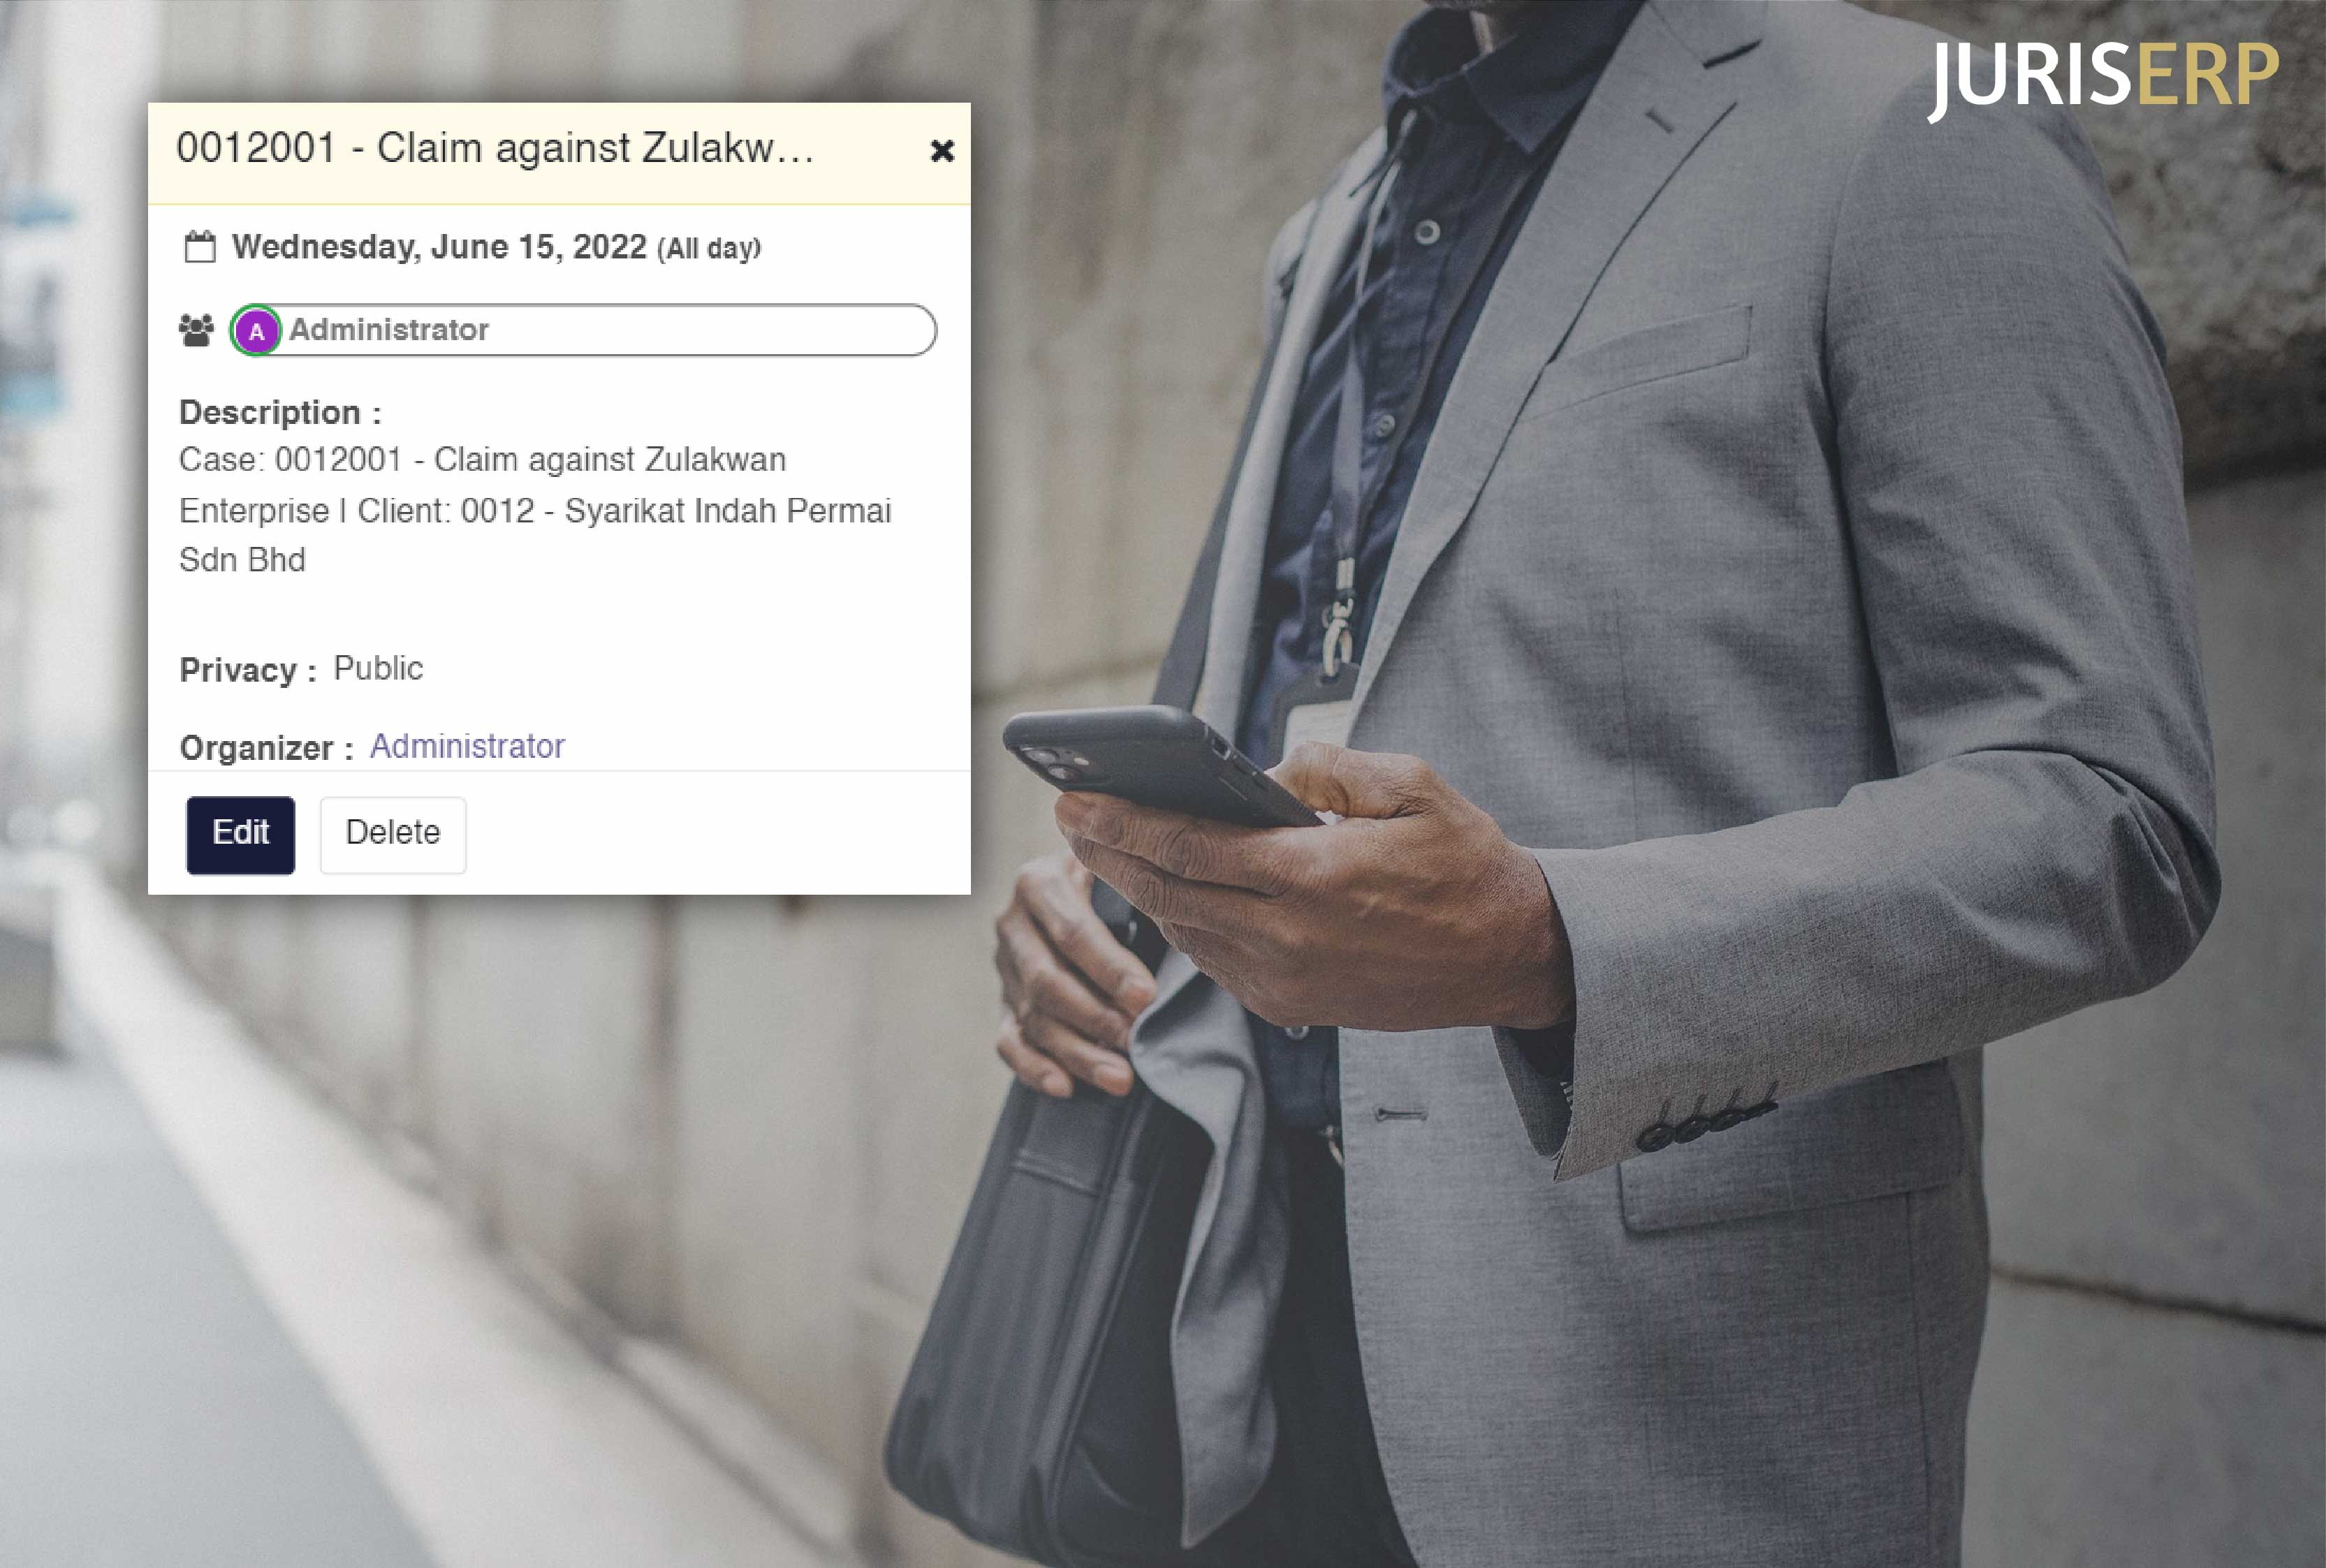 JURISERP
0012001 - Claim against Zulakw...
Wednesday, June 15, 2022 (All day)
A Administrator
Description :
Case: 0012001 - Claim against Zulakwan
Enterprise | Client: 0012 - Syarikat Indah Permai
Sdn Bhd
Privacy : Public
Organizer : Administrator
Edit Delete